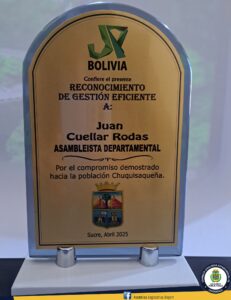 JR
BOLIVIA
Confiere el presente
RECONOCIMIENTO
DE GESTIÓN EFICIENTE
A:
Juan
Cuellar Rodas
ASAMBLEISTA DEPARTAMENTAL
Por el compromiso demostrado
hacia la población Chuquisaqueña.
Sucre, Abril 2025